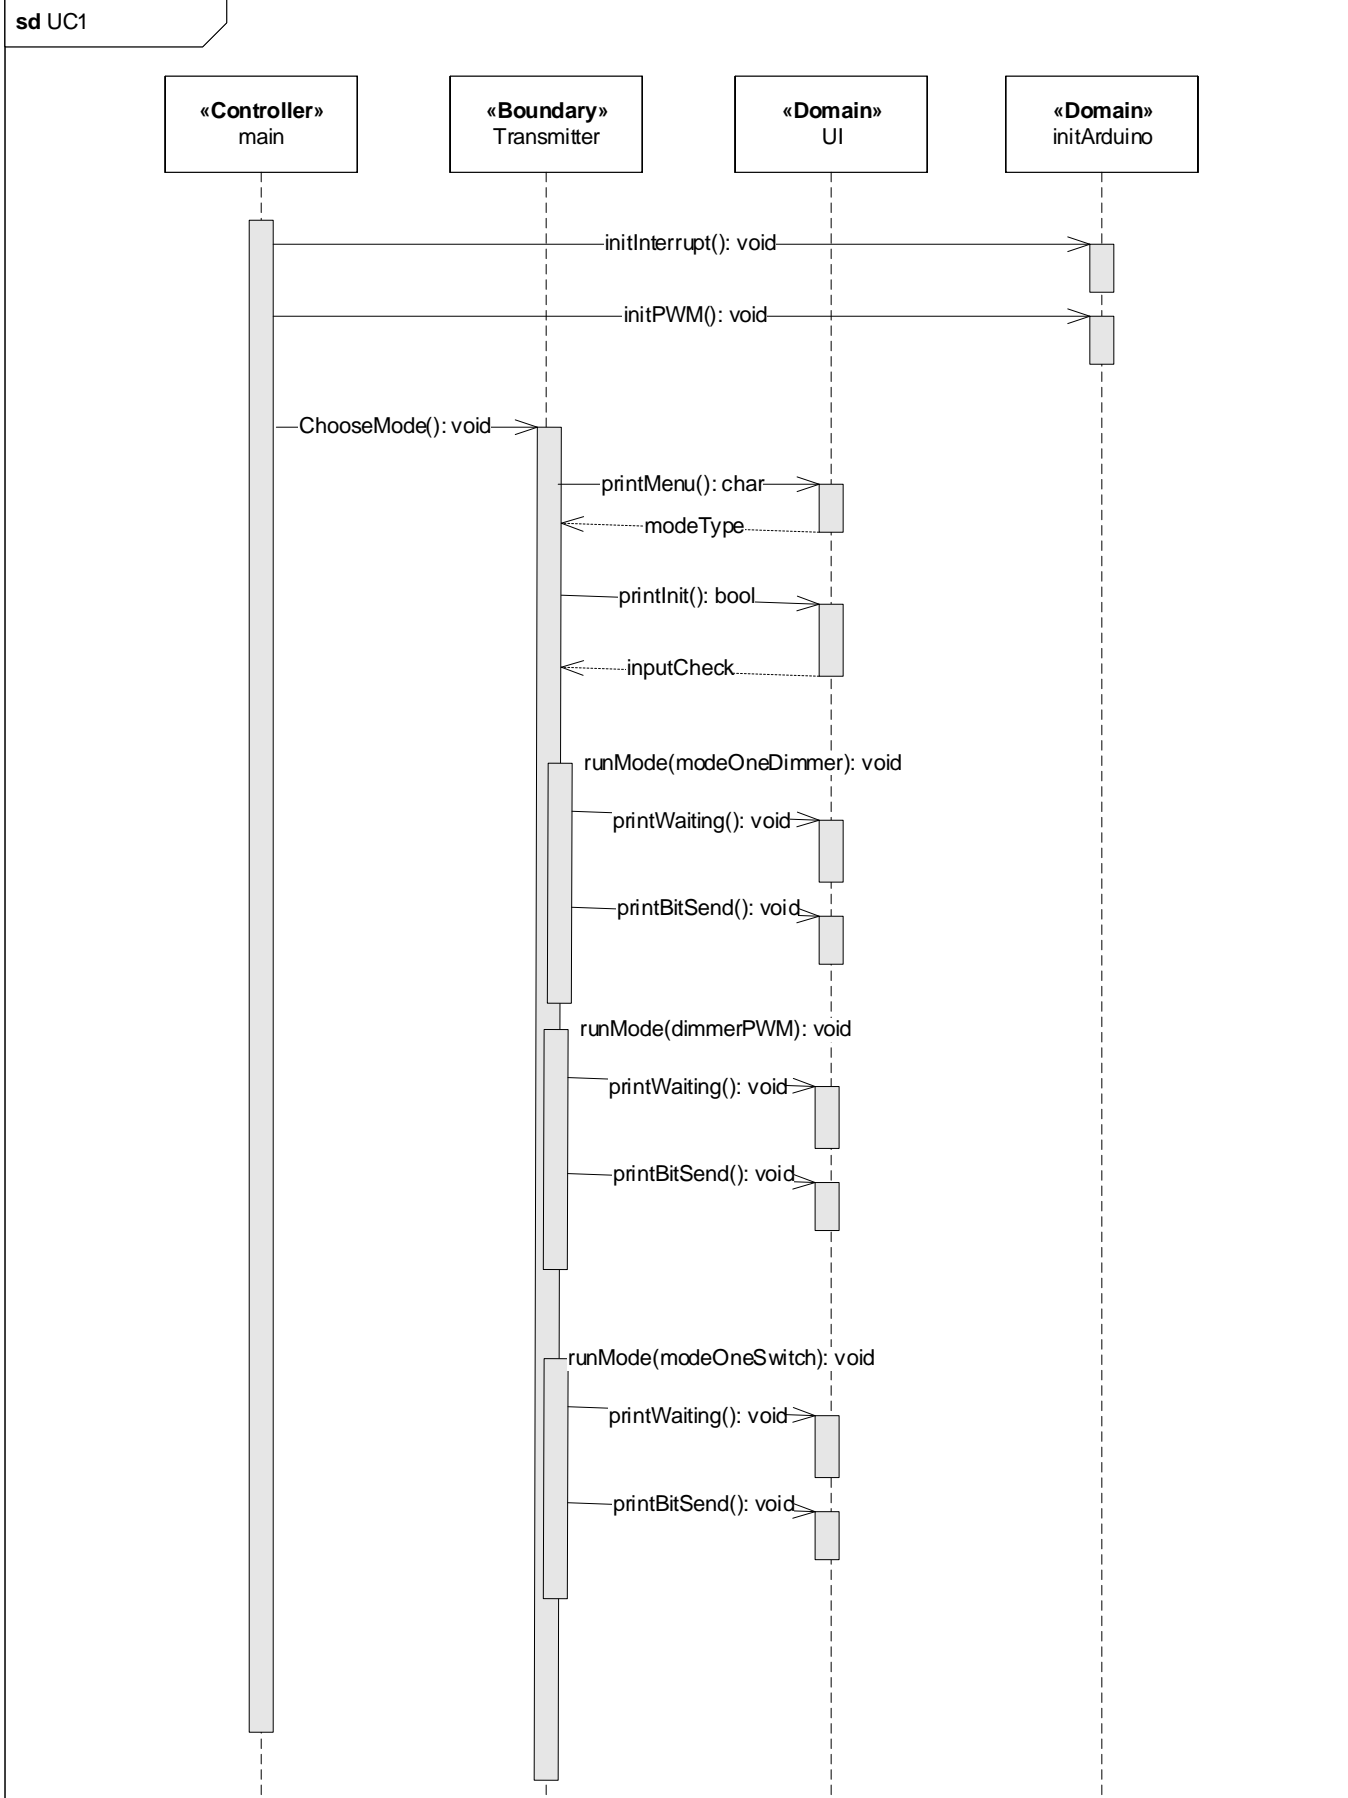 sd UC1
«Controller»
main
«Boundary»
Transmitter
«Domain»
UI
«Domain»
initArduino
initInterrupt(): void
initPWM(): void
ChooseMode(): void
printMenu(): char
modeType
printInit(): bool
inputCheck
runMode(modeOneDimmer): void
printWaiting(): void
printBitSend(): void
runMode(dimmerPWM): void
printWaiting(): void
printBitSend(): void
runMode(modeOneSwitch): void
printWaiting(): void
printBitSend(): void